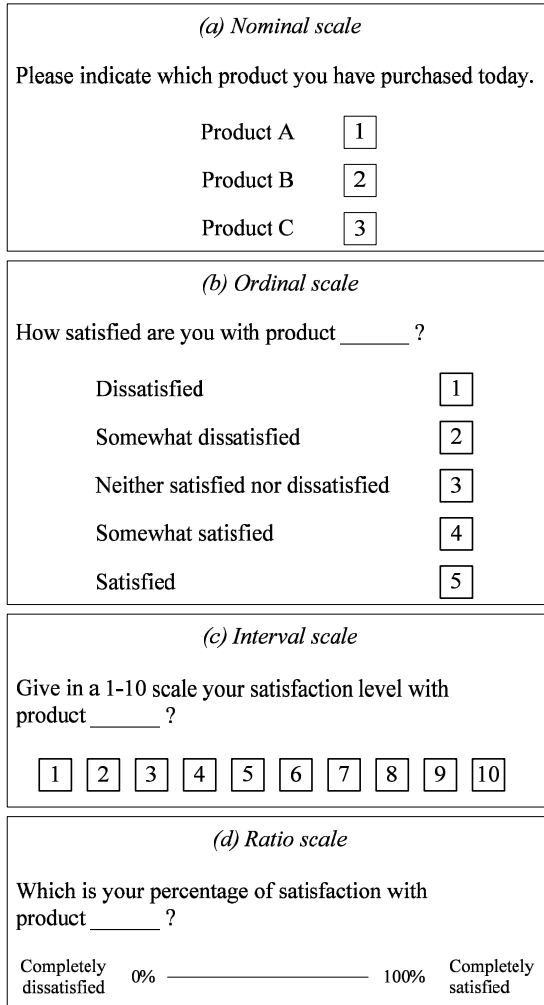 (a) Nominal scale
Please indicate which product you have purchased today.
Product A 1
Product B 2
Product C 3
(b) Ordinal scale
How satisfied are you with product ______ ?
Dissatisfied 1
Somewhat dissatisfied 2
Neither satisfied nor dissatisfied 3
Somewhat satisfied 4
Satisfied 5
(c) Interval scale
Give in a 1-10 scale your satisfaction level with
product ______ ?
1 2 3 4 5 6 7 8 9 10
(d) Ratio scale
Which is your percentage of satisfaction with
product ______ ?
Completely
dissatisfied
0%
100%
Completely
satisfied